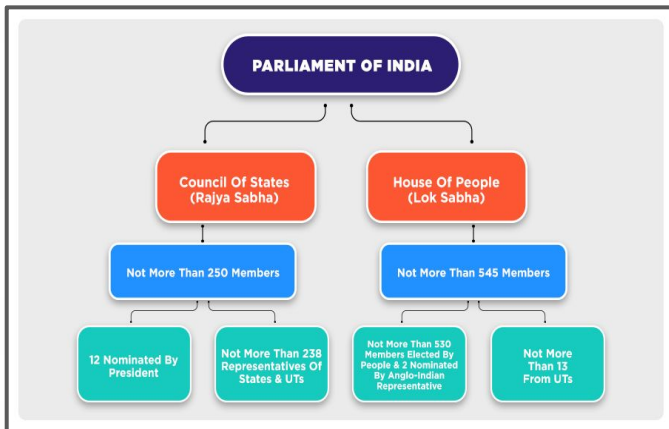 PARLIAMENT OF INDIA
Council Of States
(Rajya Sabha)
House Of People
(Lok Sabha)
Not More Than 250 Members
Not More Than 545 Members
12 Nominated By
President
Not More Than 238
Representatives Of
States & UTs
Not More Than 530
Members Elected By
People & 2 Nominated
By Anglo-Indian
Representative
Not More
Than 13
From UTs